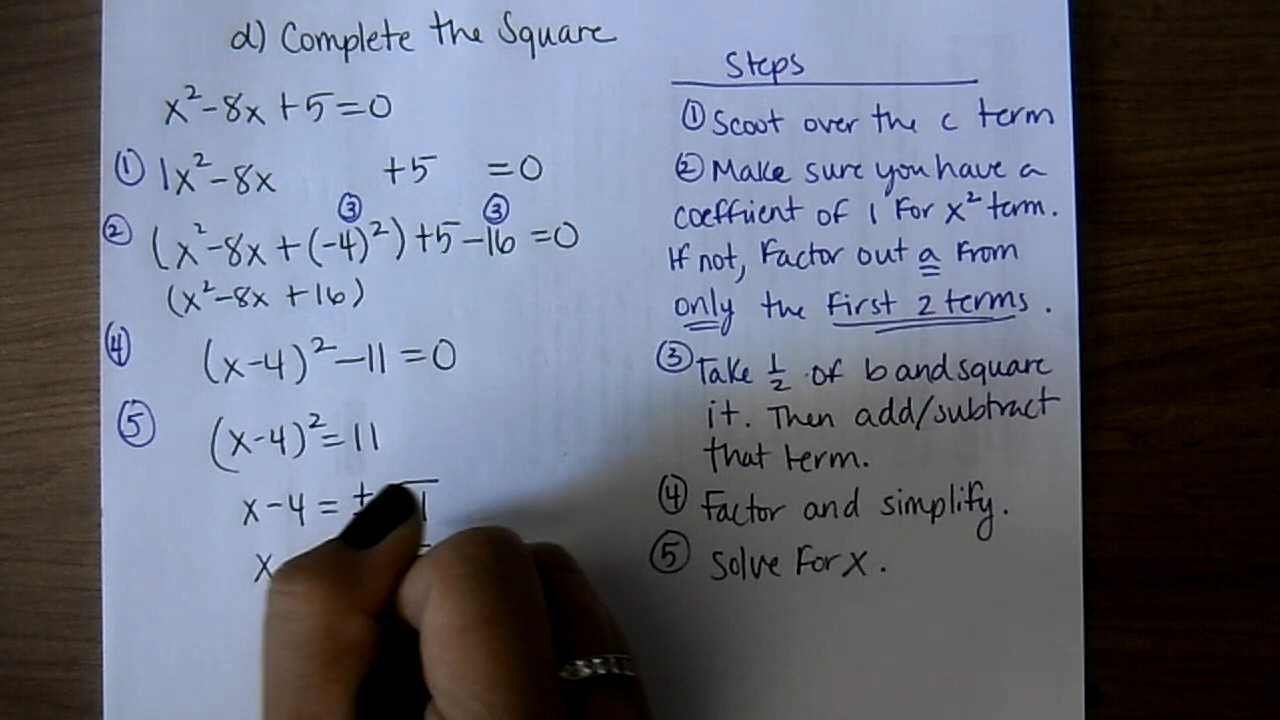 d) Complete the Square
x²-8x+5=0
① 1x²-8x +5 =0
③ ③
② (x²-8x+(-4)²)+5-16=0
(x²-8x+16)
④ (x-4)²-11=0
⑤ (x-4)²=11
x-4=±
x
Steps
① Scoot over the c term
② Make sure you have a
coeffiient of 1 for x² term.
If not, factor out a from
only the first 2 terms.
③ Take 1/2 of b and square
it. Then add/subtract
that term.
④ Factor and simplify.
⑤ Solve for x.